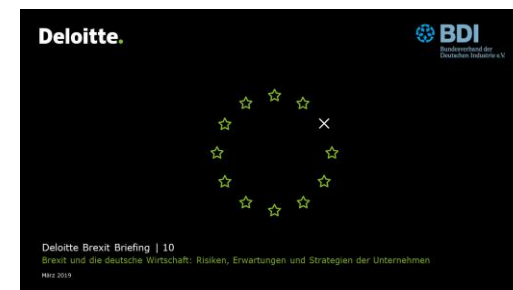 Deloitte.
BDI
Bundesverband der
Deutschen Industrie e.V.
Deloitte Brexit Briefing | 10
Brexit und die deutsche Wirtschaft: Risiken, Erwartungen und Strategien der Unternehmen
März 2019